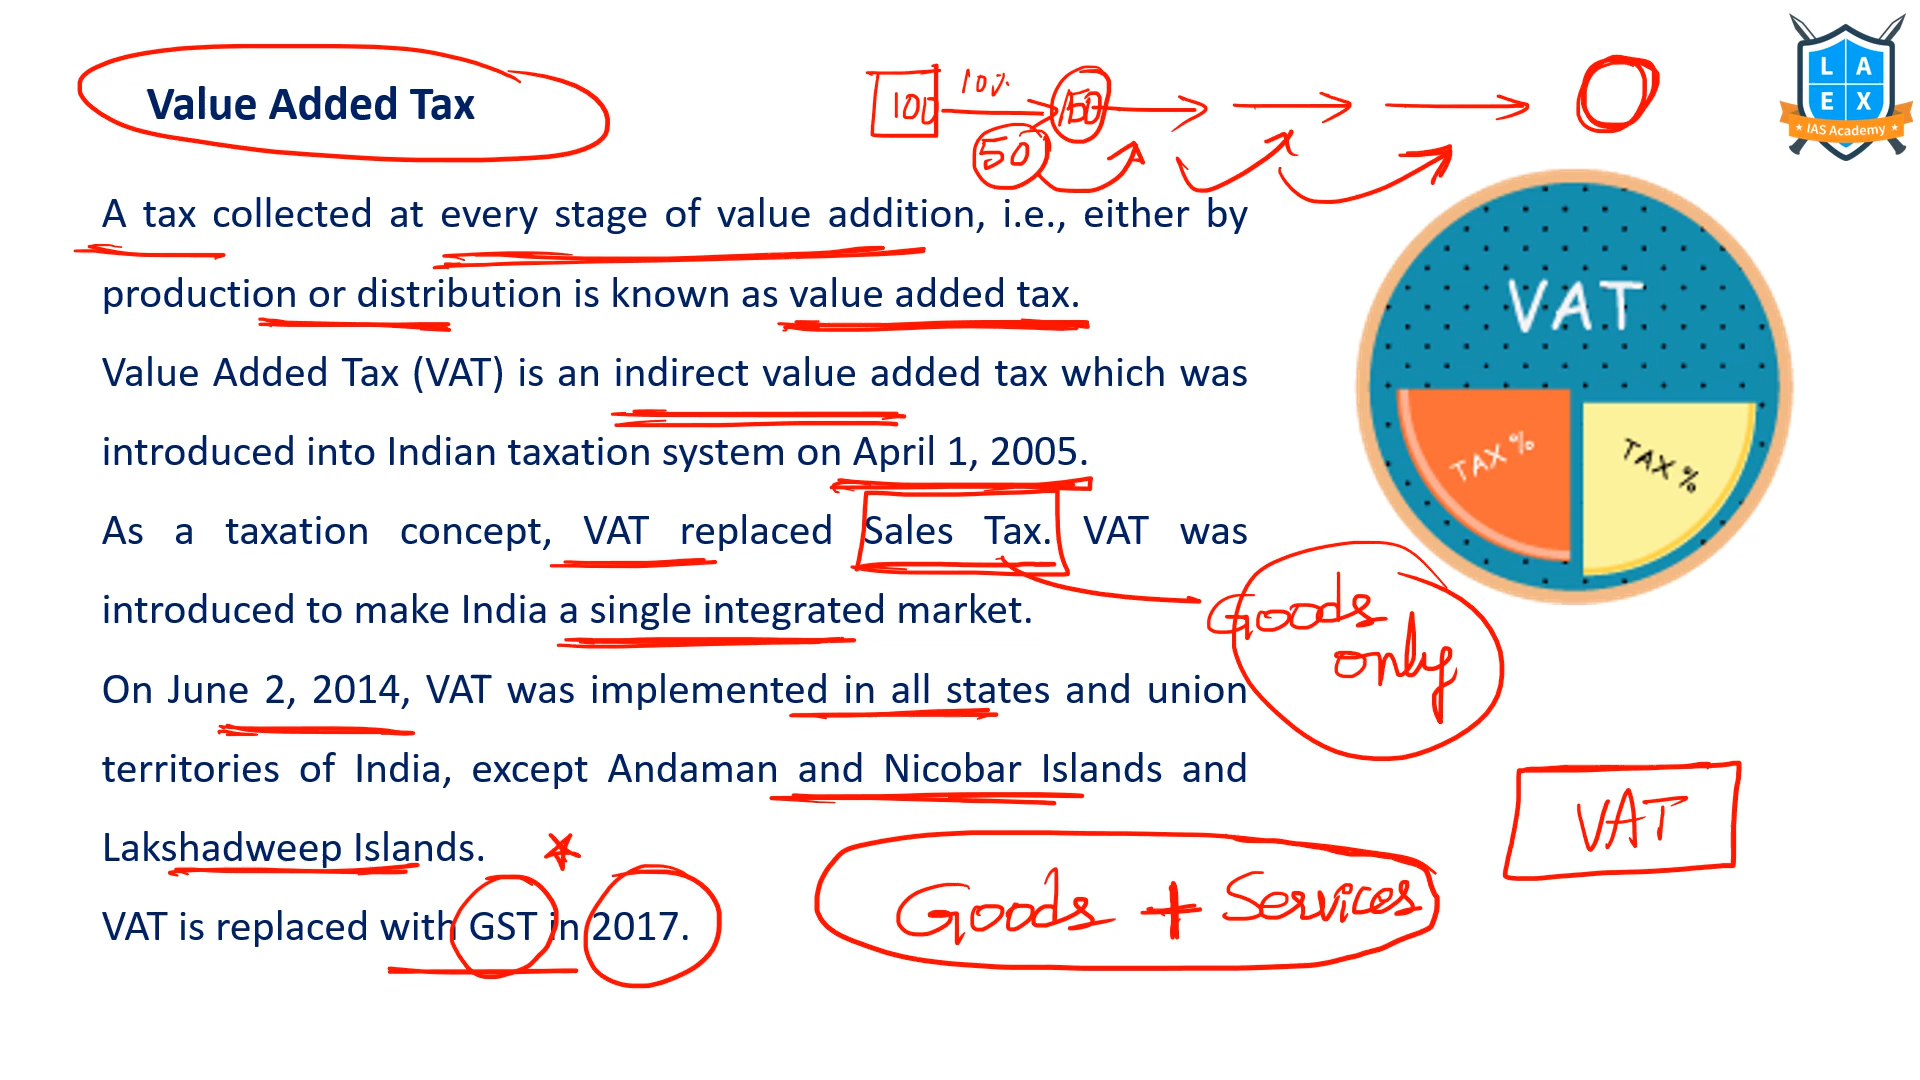 Value Added Tax
100
10%
150
50
L A
E X
IAS Academy
A tax collected at every stage of value addition, i.e., either by
production or distribution is known as value added tax.
VAT
TAX %
TAX %
Value Added Tax (VAT) is an indirect value added tax which was
introduced into Indian taxation system on April 1, 2005.
As a taxation concept, VAT replaced Sales Tax. VAT was
introduced to make India a single integrated market.
Goods
only
On June 2, 2014, VAT was implemented in all states and union
territories of India, except Andaman and Nicobar Islands and
Lakshadweep Islands.
VAT
Goods + Services
VAT is replaced with GST in 2017.